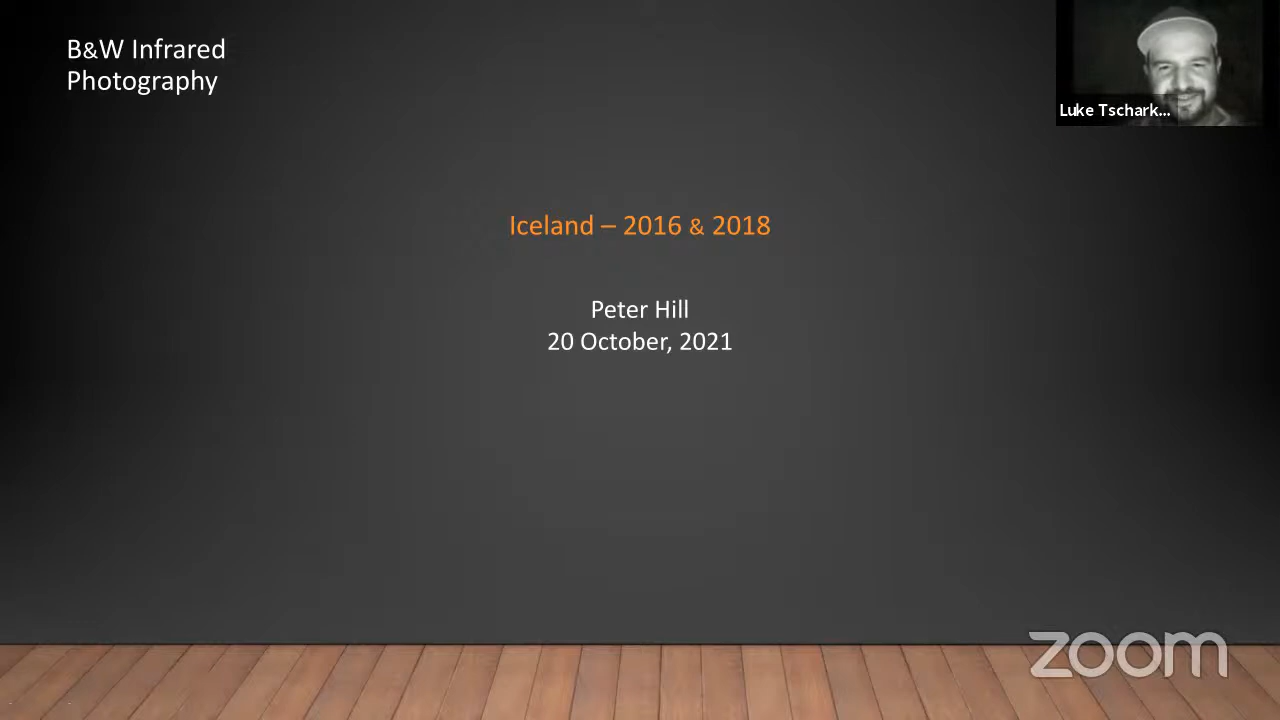 B&W Infrared
Photography
Luke Tschark...
Iceland – 2016 & 2018
Peter Hill
20 October, 2021
zoom